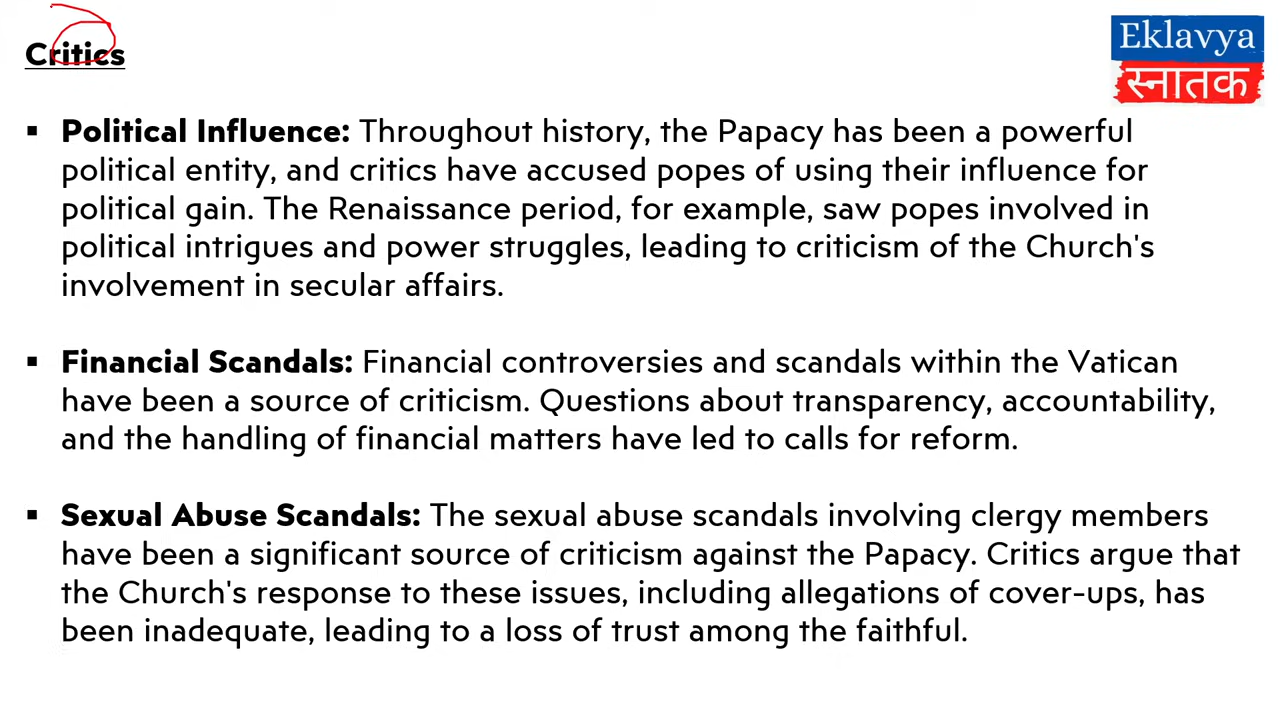 Critics
Eklavya
स्नातक
▪ Political Influence: Throughout history, the Papacy has been a powerful
political entity, and critics have accused popes of using their influence for
political gain. The Renaissance period, for example, saw popes involved in
political intrigues and power struggles, leading to criticism of the Church's
involvement in secular affairs.
▪ Financial Scandals: Financial controversies and scandals within the Vatican
have been a source of criticism. Questions about transparency, accountability,
and the handling of financial matters have led to calls for reform.
▪ Sexual Abuse Scandals: The sexual abuse scandals involving clergy members
have been a significant source of criticism against the Papacy. Critics argue that
the Church's response to these issues, including allegations of cover-ups, has
been inadequate, leading to a loss of trust among the faithful.